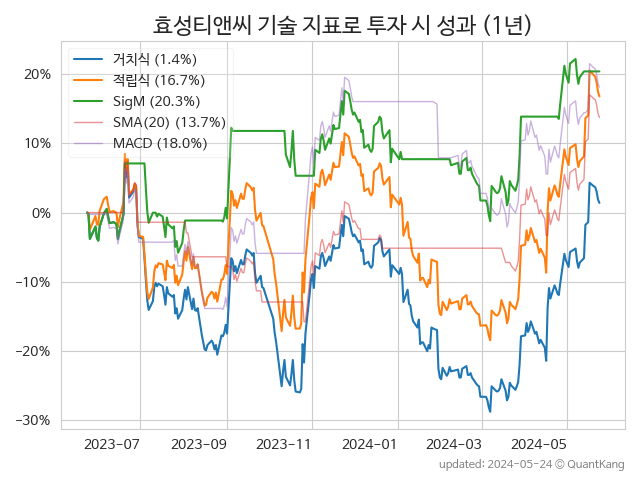 효성티앤씨 기술 지표로 투자 시 성과 (1년)
거치식 (1.4%)
적립식 (16.7%)
SigM (20.3%)
SMA(20) (13.7%)
MACD (18.0%)
20%
10%
0%
−10%
−20%
−30%
2023-07
2023-09
2023-11
2024-01
2024-03
2024-05
updated: 2024-05-24 © QuantKang